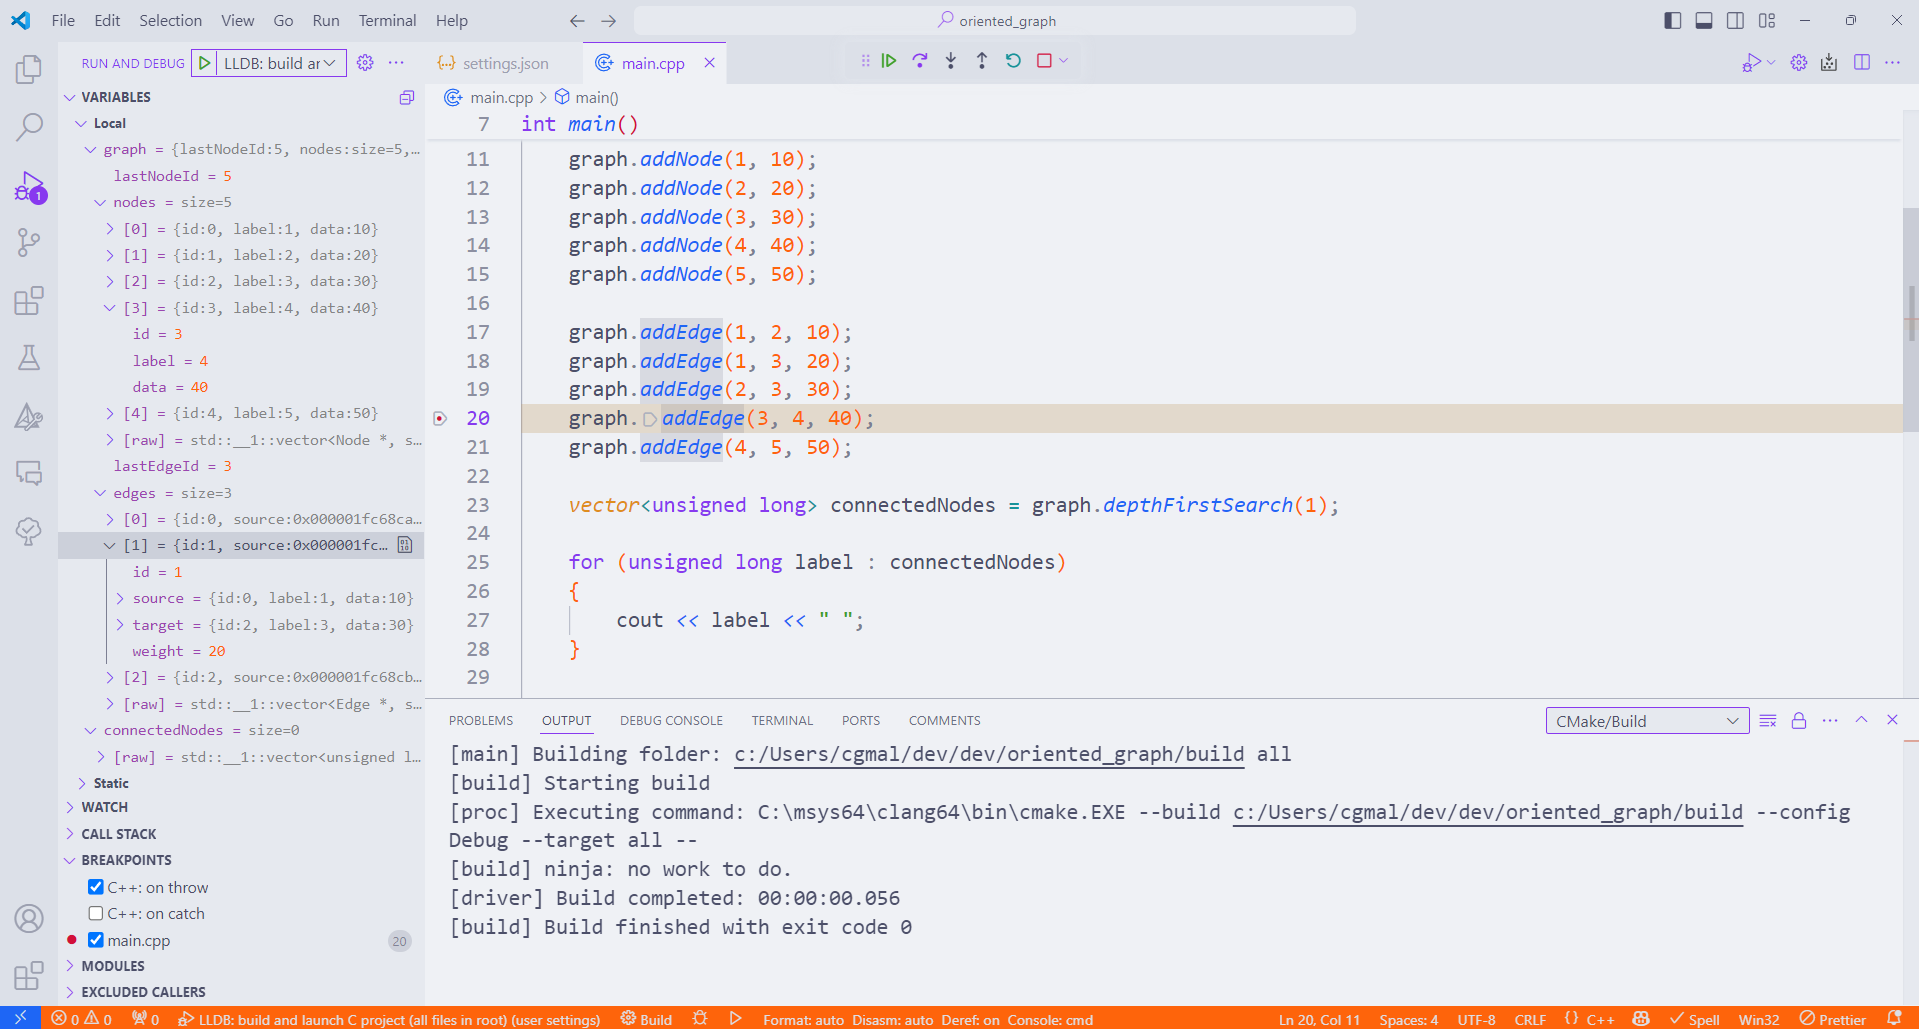 File Edit Selection View Go Run Terminal Help
oriented_graph
RUN AND DEBUG LLDB: build ar
settings.json
main.cpp
VARIABLES
Local
graph = {lastNodeId:5, nodes:size=5,…
lastNodeId = 5
nodes = size=5
[0] = {id:0, label:1, data:10}
[1] = {id:1, label:2, data:20}
[2] = {id:2, label:3, data:30}
[3] = {id:3, label:4, data:40}
id = 3
label = 4
data = 40
[4] = {id:4, label:5, data:50}
[raw] = std::__1::vector<Node *, s…
lastEdgeId = 3
edges = size=3
[0] = {id:0, source:0x000001fc68ca…
[1] = {id:1, source:0x000001fc…
id = 1
source = {id:0, label:1, data:10}
target = {id:2, label:3, data:30}
weight = 20
[2] = {id:2, source:0x000001fc68cb…
[raw] = std::__1::vector<Edge *, s…
connectedNodes = size=0
[raw] = std::__1::vector<unsigned l…
Static
WATCH
CALL STACK
BREAKPOINTS
C++: on throw
C++: on catch
main.cpp 20
MODULES
EXCLUDED CALLERS
1
main.cpp > main()
7 int main()
11 graph.addNode(1, 10);
12 graph.addNode(2, 20);
13 graph.addNode(3, 30);
14 graph.addNode(4, 40);
15 graph.addNode(5, 50);
16
17 graph.addEdge(1, 2, 10);
18 graph.addEdge(1, 3, 20);
19 graph.addEdge(2, 3, 30);
20 graph.addEdge(3, 4, 40);
21 graph.addEdge(4, 5, 50);
22
23 vector<unsigned long> connectedNodes = graph.depthFirstSearch(1);
24
25 for (unsigned long label : connectedNodes)
26 {
27 cout << label << " ";
28 }
29
PROBLEMS OUTPUT DEBUG CONSOLE TERMINAL PORTS COMMENTS
CMake/Build
[main] Building folder: c:/Users/cgmal/dev/dev/oriented_graph/build all
[build] Starting build
[proc] Executing command: C:\msys64\clang64\bin\cmake.EXE --build c:/Users/cgmal/dev/dev/oriented_graph/build --config
Debug --target all --
[build] ninja: no work to do.
[driver] Build completed: 00:00:00.056
[build] Build finished with exit code 0
0 0 0 LLDB: build and launch C project (all files in root) (user settings) Build Format: auto Disasm: auto Deref: on Console: cmd Ln 20, Col 11 Spaces: 4 UTF-8 CRLF {} C++ Spell Win32 Prettier